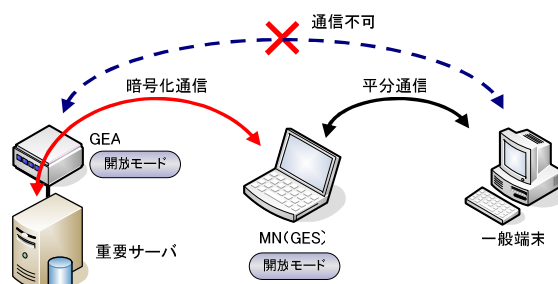 通信不可
暗号化通信
平分通信
GEA
開放モード
重要サーバ
MN(GES)
開放モード
一般端末